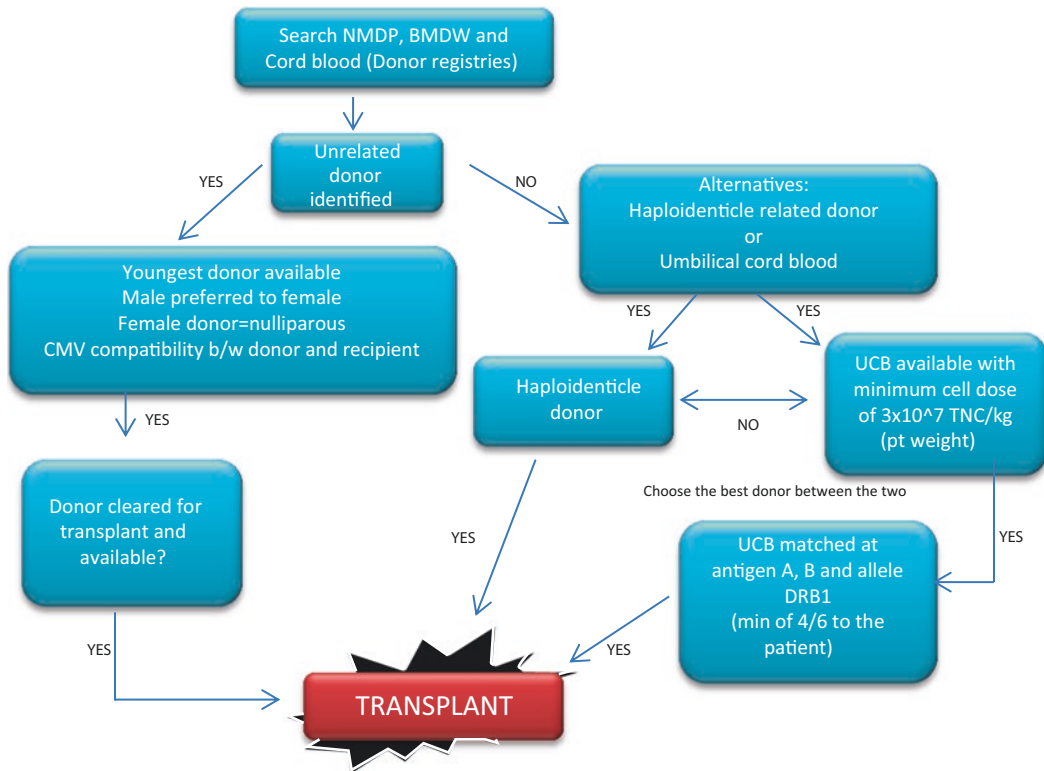 Search NMDP, BMDW and
Cord blood (Donor registries)
Unrelated
donor
identified
YES
NO
Alternatives:
Haploidenticle related donor
or
Umbilical cord blood
Youngest donor available
Male preferred to female
Female donor=nulliparous
CMV compatibility b/w donor and recipient
YES
YES
Haploidenticle
donor
NO
UCB available with
minimum cell dose
of 3x10^7 TNC/kg
(pt weight)
YES
Donor cleared for
transplant and
available?
Choose the best donor between the two
YES
YES
UCB matched at
antigen A, B and allele
DRB1
(min of 4/6 to the
patient)
YES
YES
TRANSPLANT